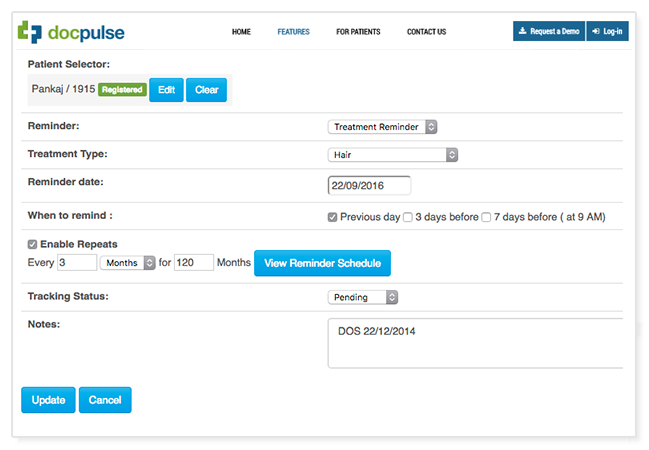 docpulse HOME FEATURES FOR PATIENTS CONTACT US Request a Demo Log-in
Patient Selector:
Pankaj / 1915 Registered Edit Clear
Reminder: Treatment Reminder
Treatment Type: Hair
Reminder date: 22/09/2016
When to remind : Previous day 3 days before 7 days before ( at 9 AM)
Enable Repeats
Every 3 Months for 120 Months View Reminder Schedule
Tracking Status: Pending
Notes: DOS 22/12/2014
Update Cancel